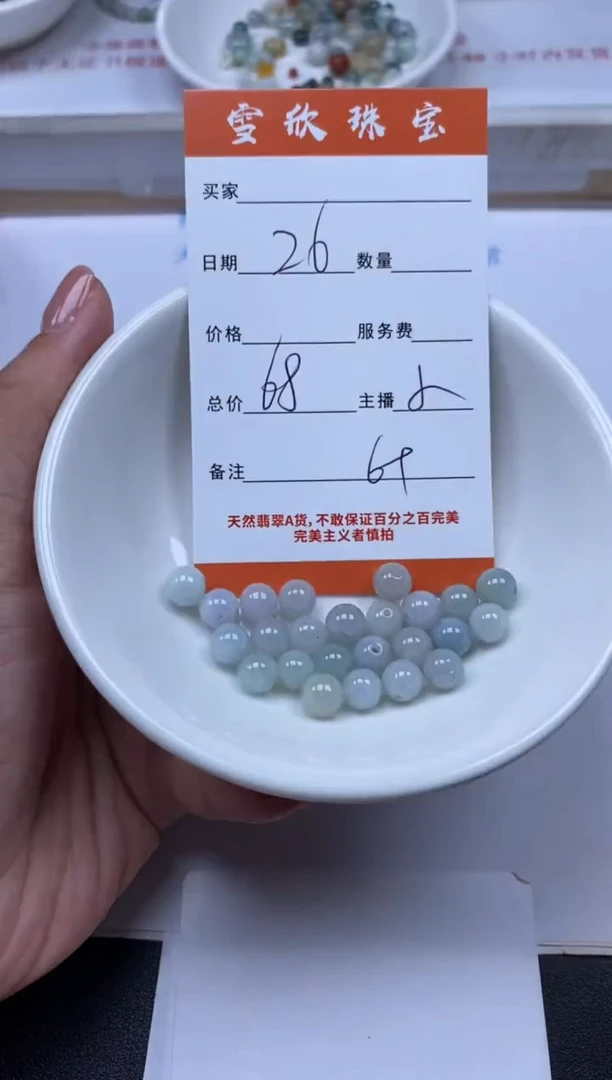 雪欣珠宝
买家
日期 26 数量
价格 服务费
总价 68 主播
备注
天然翡翠A货，不敢保证百分之百完美
完美主义者慎拍